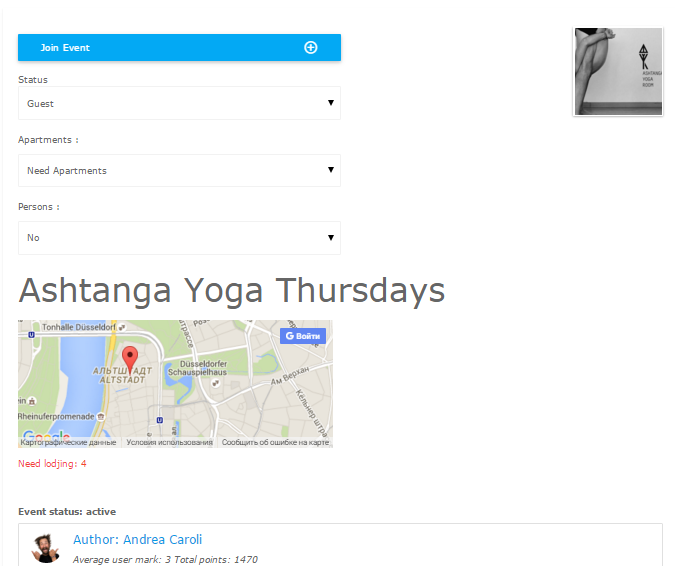 Join Event
ASHTANGA
YOGA
ROOM
Status
Guest
Apartments :
Need Apartments
Persons :
No
Ashtanga Yoga Thursdays
Tonhalle Düsseldorf
Войти
АЛЬТШТАДТ
ALTSTADT
Düsseldorfer
Schauspielhaus
Ам Верхан
Кёльнер штра
Rheinuferpromenade
Google
Картографические данные
Условия использования
Сообщить об ошибке на карте
Need lodjing: 4
Event status: active
Author: Andrea Caroli
Average user mark: 3 Total points: 1470